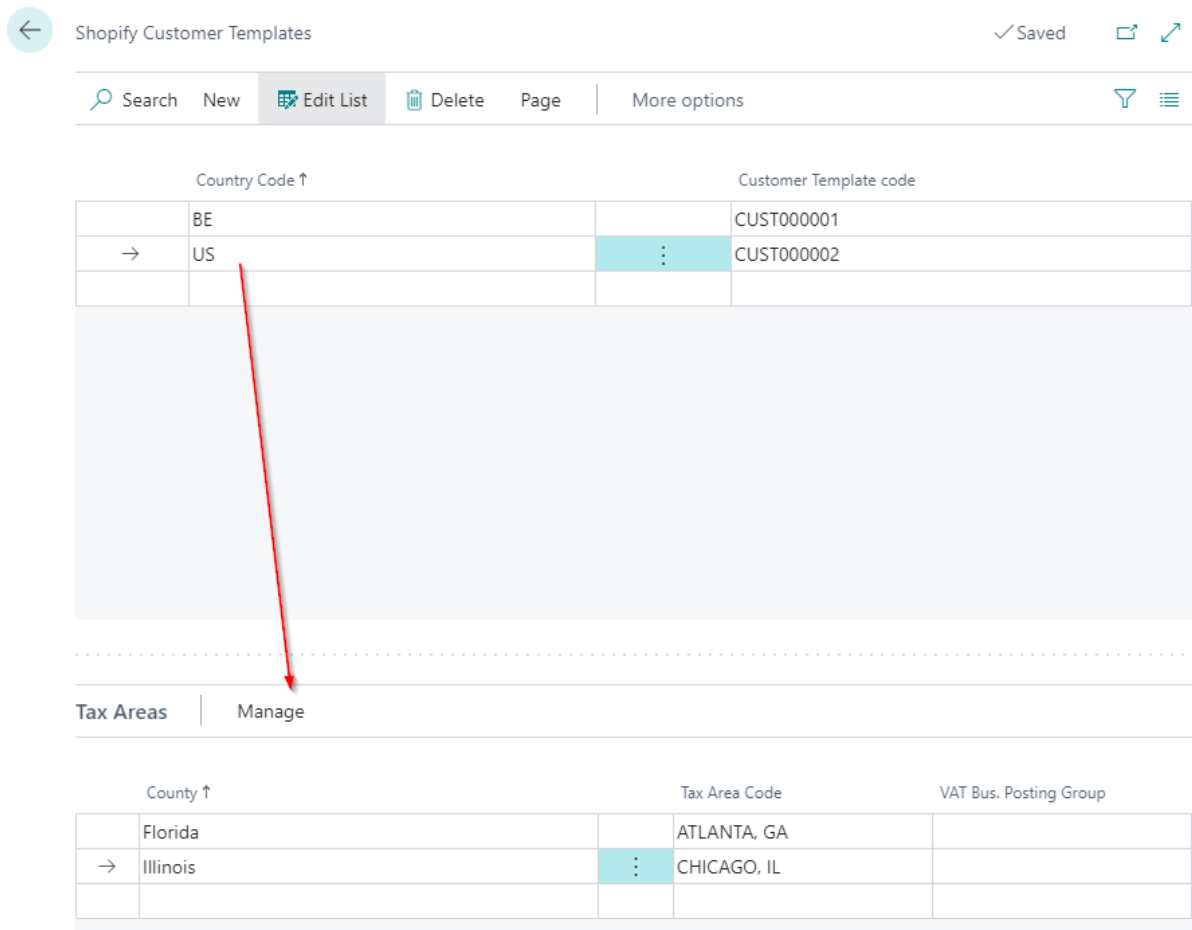 Shopify Customer Templates
Saved
Search New Edit List Delete Page More options
Country Code ↑ Customer Template code
BE CUST000001
→ US ⋮ CUST000002
Tax Areas Manage
County ↑ Tax Area Code VAT Bus. Posting Group
Florida ATLANTA, GA
→ Illinois ⋮ CHICAGO, IL